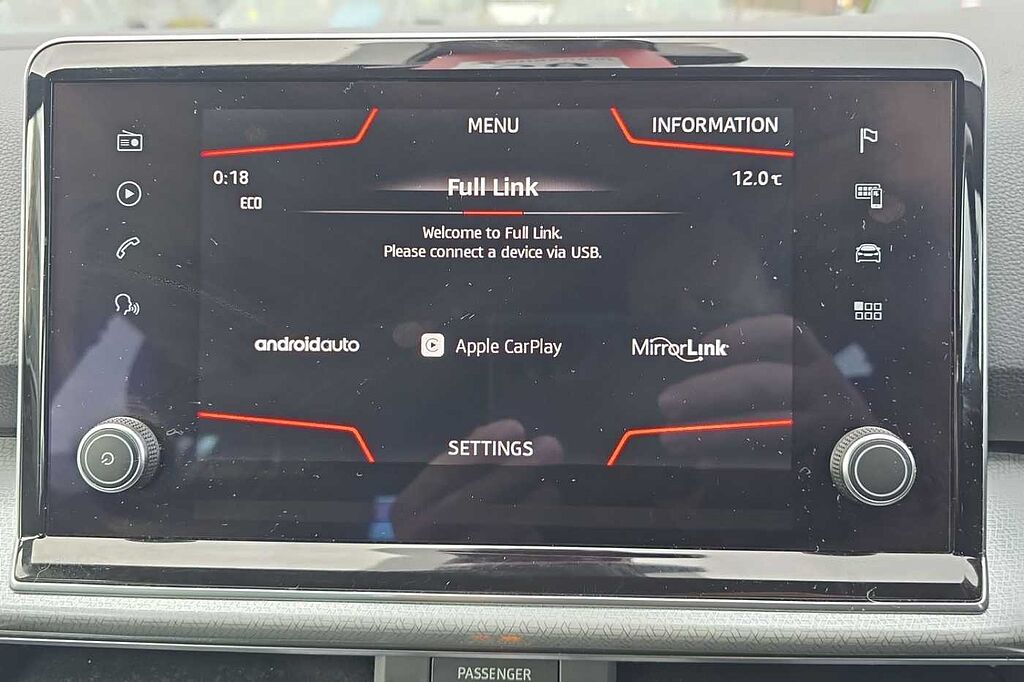 MENU
INFORMATION
0:18
Full Link
12.0℃
ECO
Welcome to Full Link.
Please connect a device via USB.
androidauto
Apple CarPlay
MirrorLink
SETTINGS
PASSENGER